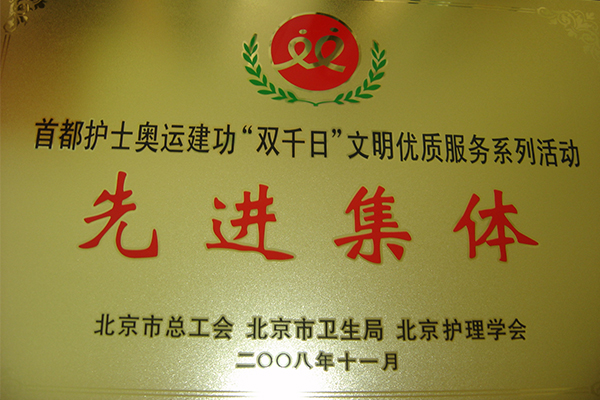 首都护士奥运建功“双千日”文明优质服务系列活动
先进集体
北京市总工会 北京市卫生局 北京护理学会
二〇〇八年十一月